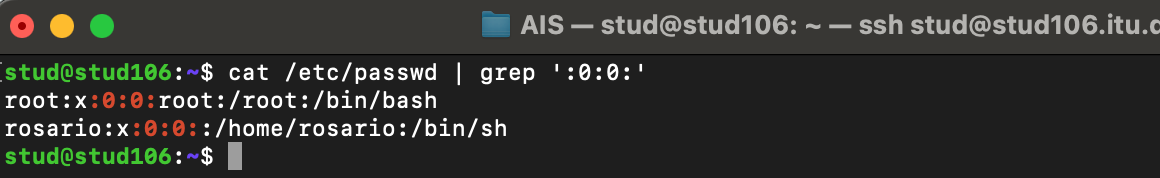 AIS — stud@stud106: ~ — ssh stud@stud106.itu.
stud@stud106:~$ cat /etc/passwd | grep ':0:0:'
root:x:0:0:root:/root:/bin/bash
rosario:x:0:0::/home/rosario:/bin/sh
stud@stud106:~$